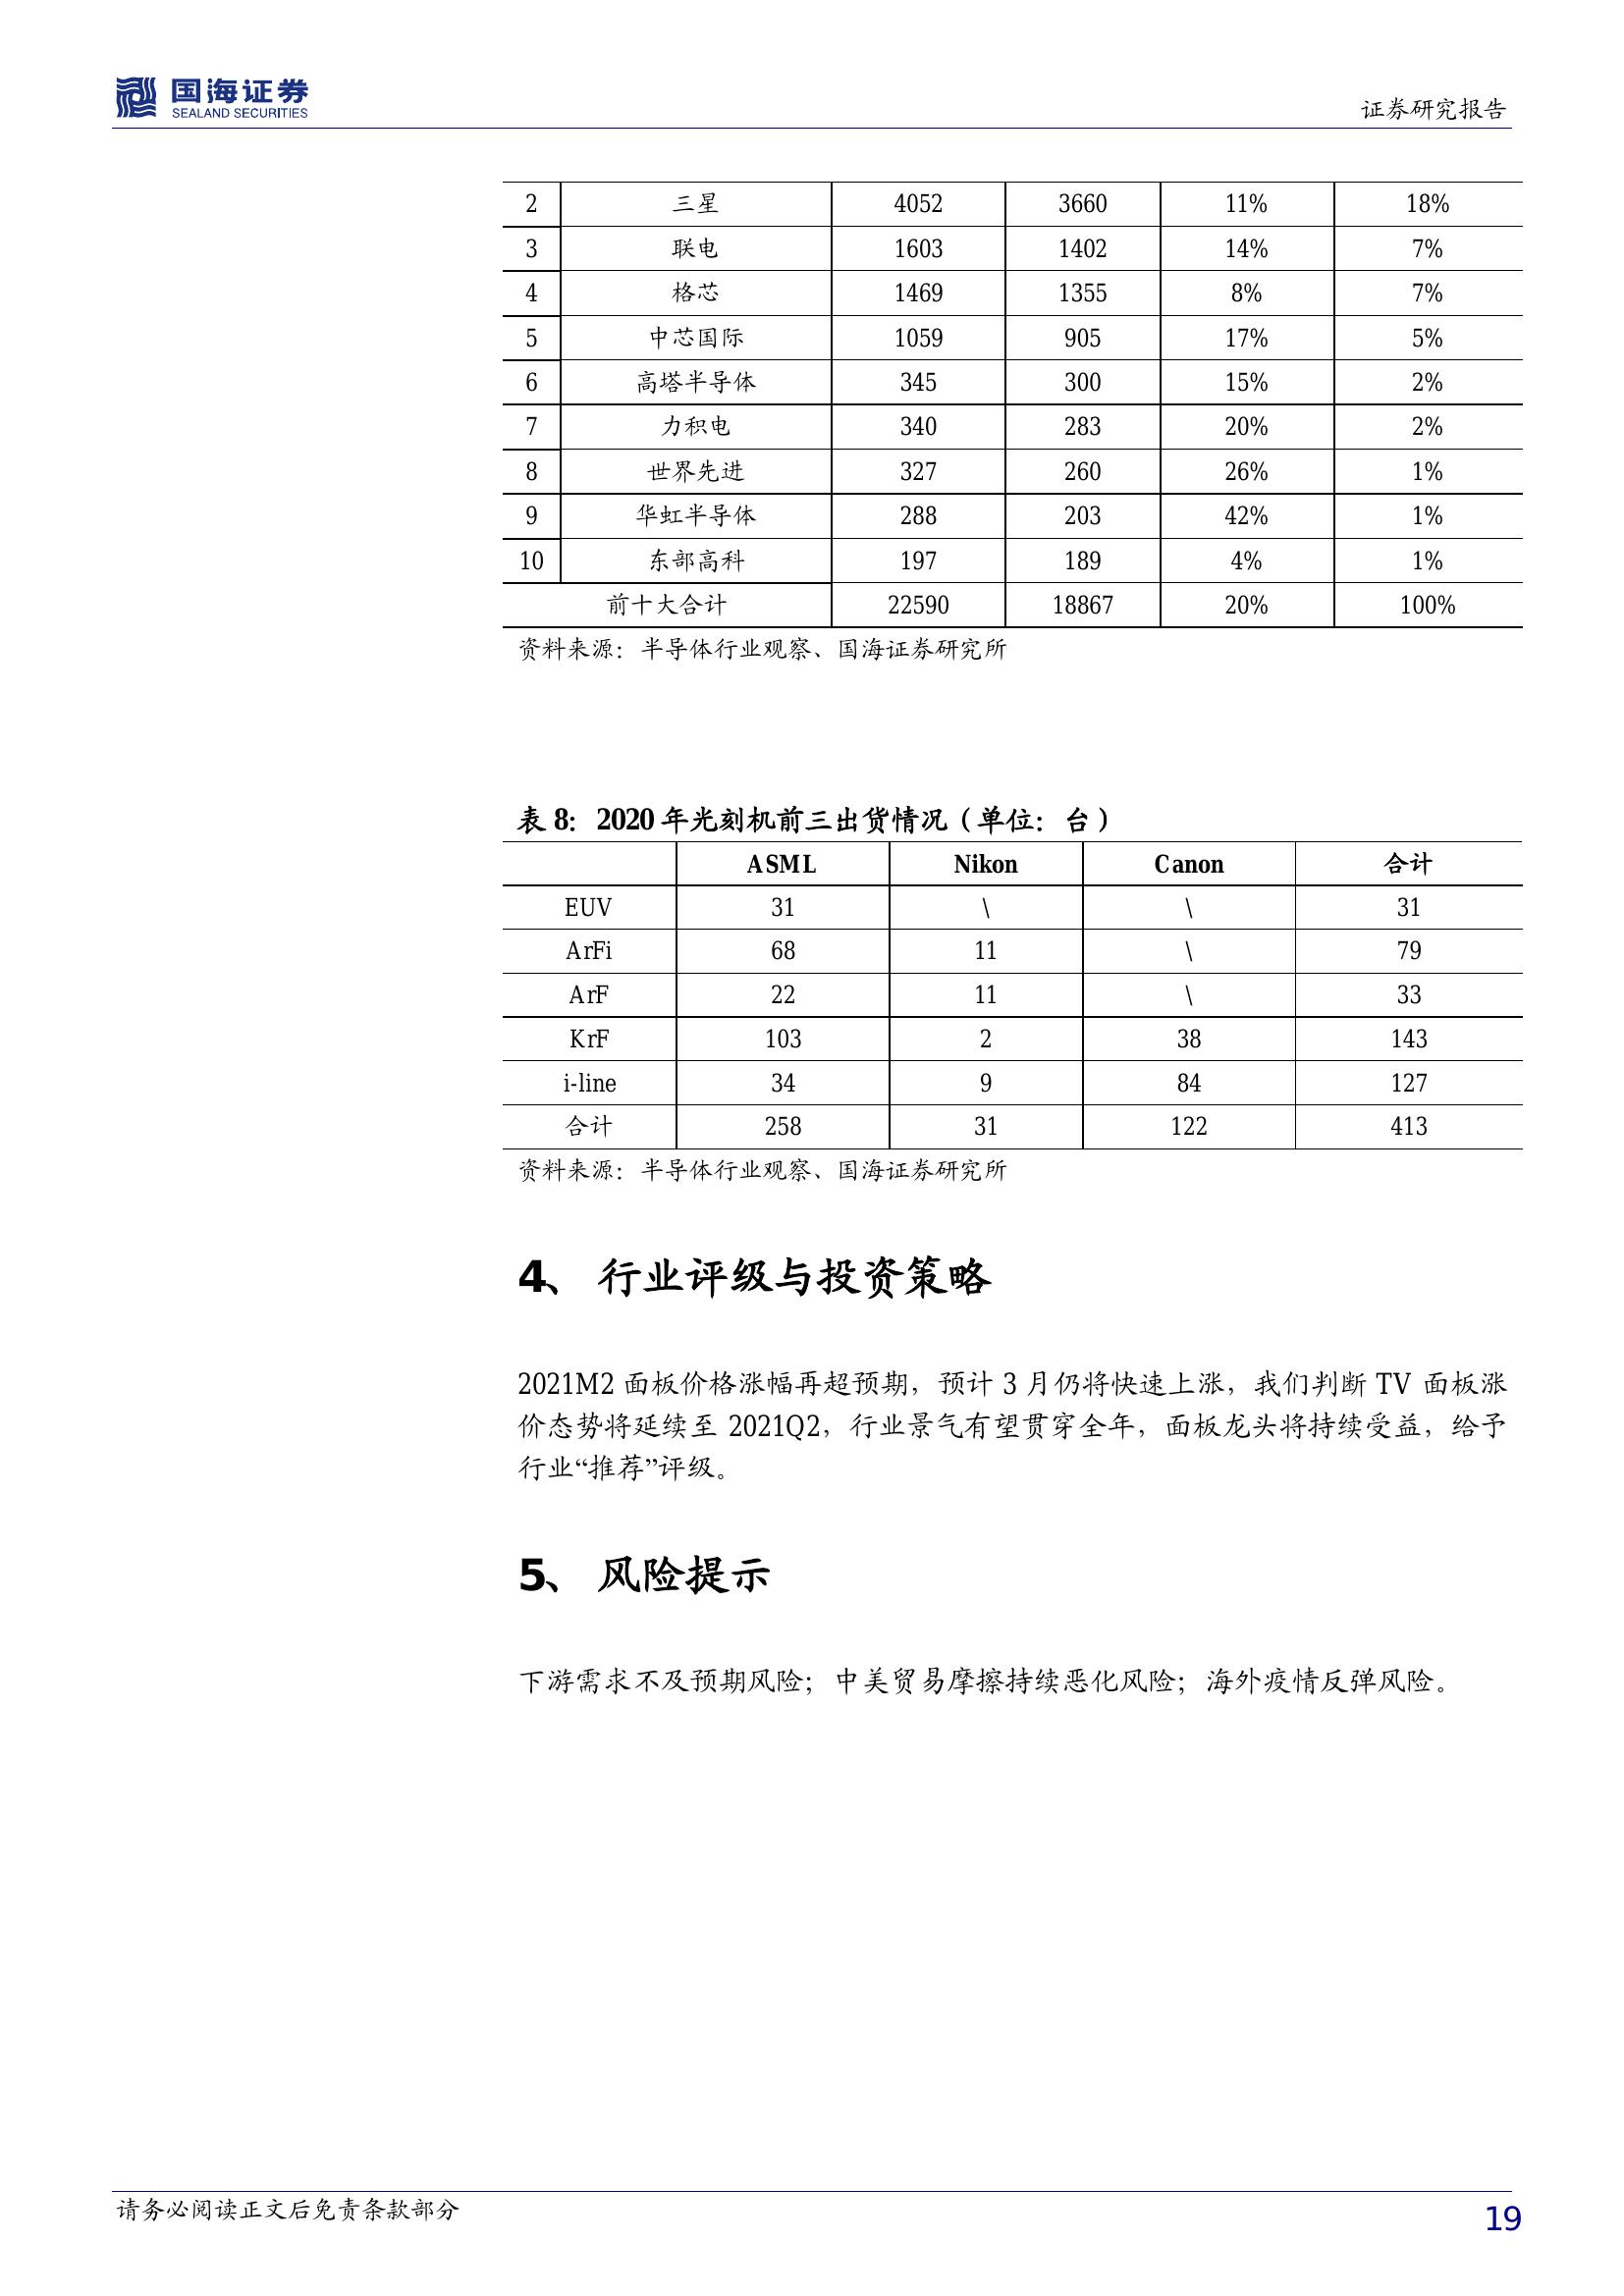 国海证券
SEALAND SECURITIES
证券研究报告
2 三星 4052 3660 11% 18%
3 联电 1603 1402 14% 7%
4 格芯 1469 1355 8% 7%
5 中芯国际 1059 905 17% 5%
6 高塔半导体 345 300 15% 2%
7 力积电 340 283 20% 2%
8 世界先进 327 260 26% 1%
9 华虹半导体 288 203 42% 1%
10 东部高科 197 189 4% 1%
前十大合计 22590 18867 20% 100%
资料来源：半导体行业观察、国海证券研究所
表 8：2020 年光刻机前三出货情况（单位：台）
ASML Nikon Canon 合计
EUV 31 \ \ 31
ArFi 68 11 \ 79
ArF 22 11 \ 33
KrF 103 2 38 143
i-line 34 9 84 127
合计 258 31 122 413
资料来源：半导体行业观察、国海证券研究所
4、 行业评级与投资策略
2021M2 面板价格涨幅再超预期，预计 3 月仍将快速上涨，我们判断 TV 面板涨
价态势将延续至 2021Q2，行业景气有望贯穿全年，面板龙头将持续受益，给予
行业“推荐”评级。
5、 风险提示
下游需求不及预期风险；中美贸易摩擦持续恶化风险；海外疫情反弹风险。
请务必阅读正文后免责条款部分
19